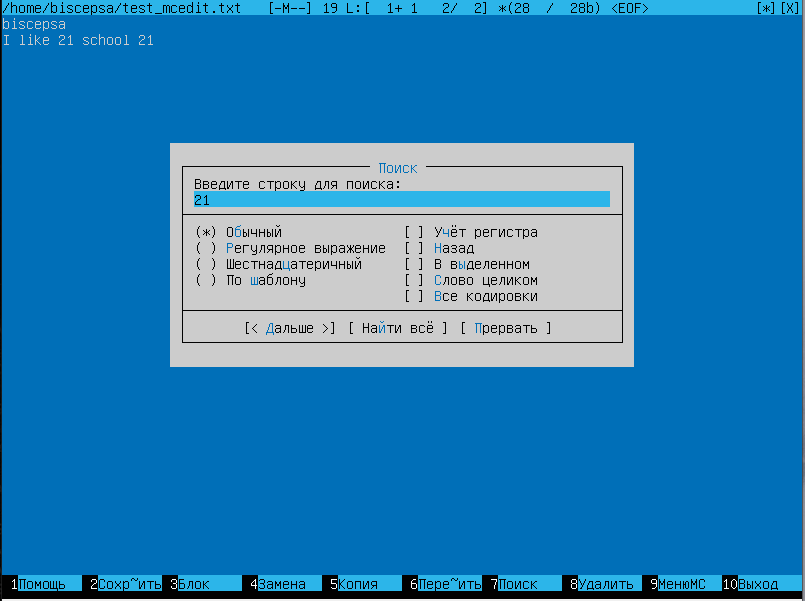 /home/biscepsa/test_mcedit.txt [-M--] 19 L:[ 1+ 1 2/ 2] *(28 / 28b) <EOF> [*][X]
biscepsa
I like 21 school 21
Поиск
Введите строку для поиска:
21
(*) Обычный [ ] Учёт регистра
( ) Регулярное выражение [ ] Назад
( ) Шестнадцатеричный [ ] В выделенном
( ) По шаблону [ ] Слово целиком
[ ] Все кодировки
[< Дальше >] [ Найти всё ] [ Прервать ]
1Помощь 2Сохр~ить 3Блок 4Замена 5Копия 6Пере~ить 7Поиск 8Удалить 9МенюМС 10Выход